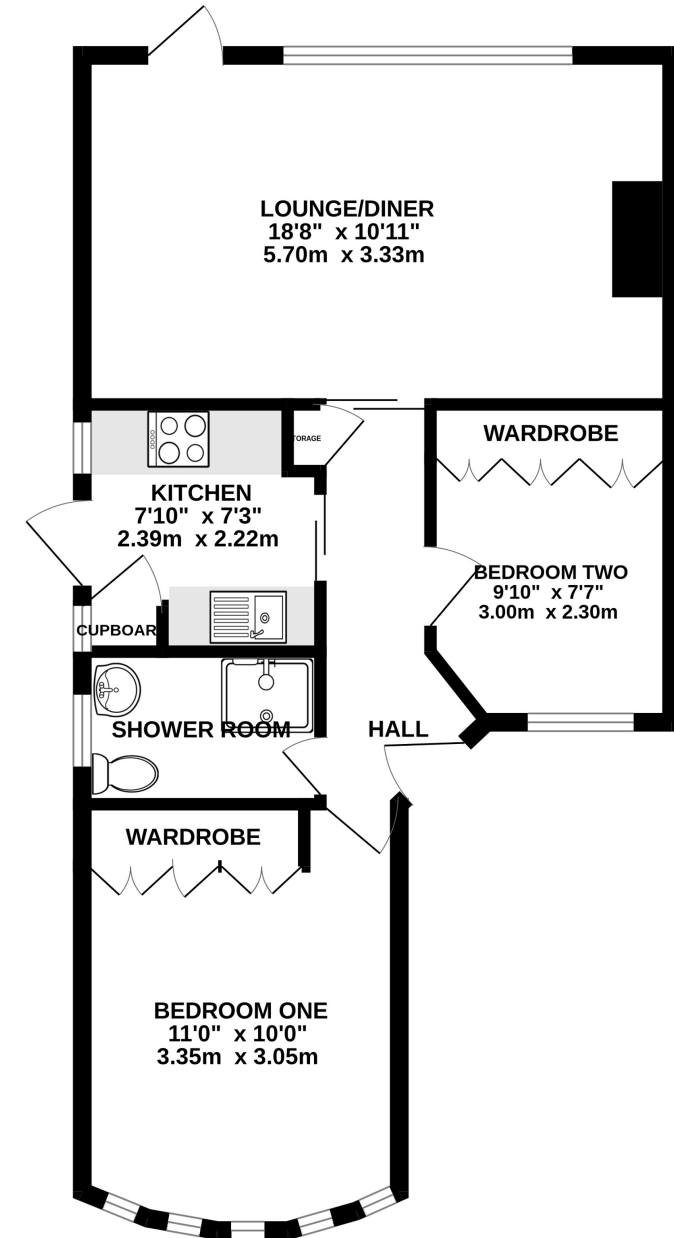 LOUNGE/DINER
18'8" x 10'11"
5.70m x 3.33m
TORAGE
WARDROBE
KITCHEN
7'10" x 7'3"
2.39m x 2.22m
BEDROOM TWO
9'10" x 7'7"
3.00m x 2.30m
CUPBOAR
SHOWER ROOM
HALL
WARDROBE
BEDROOM ONE
11'0" x 10'0"
3.35m x 3.05m